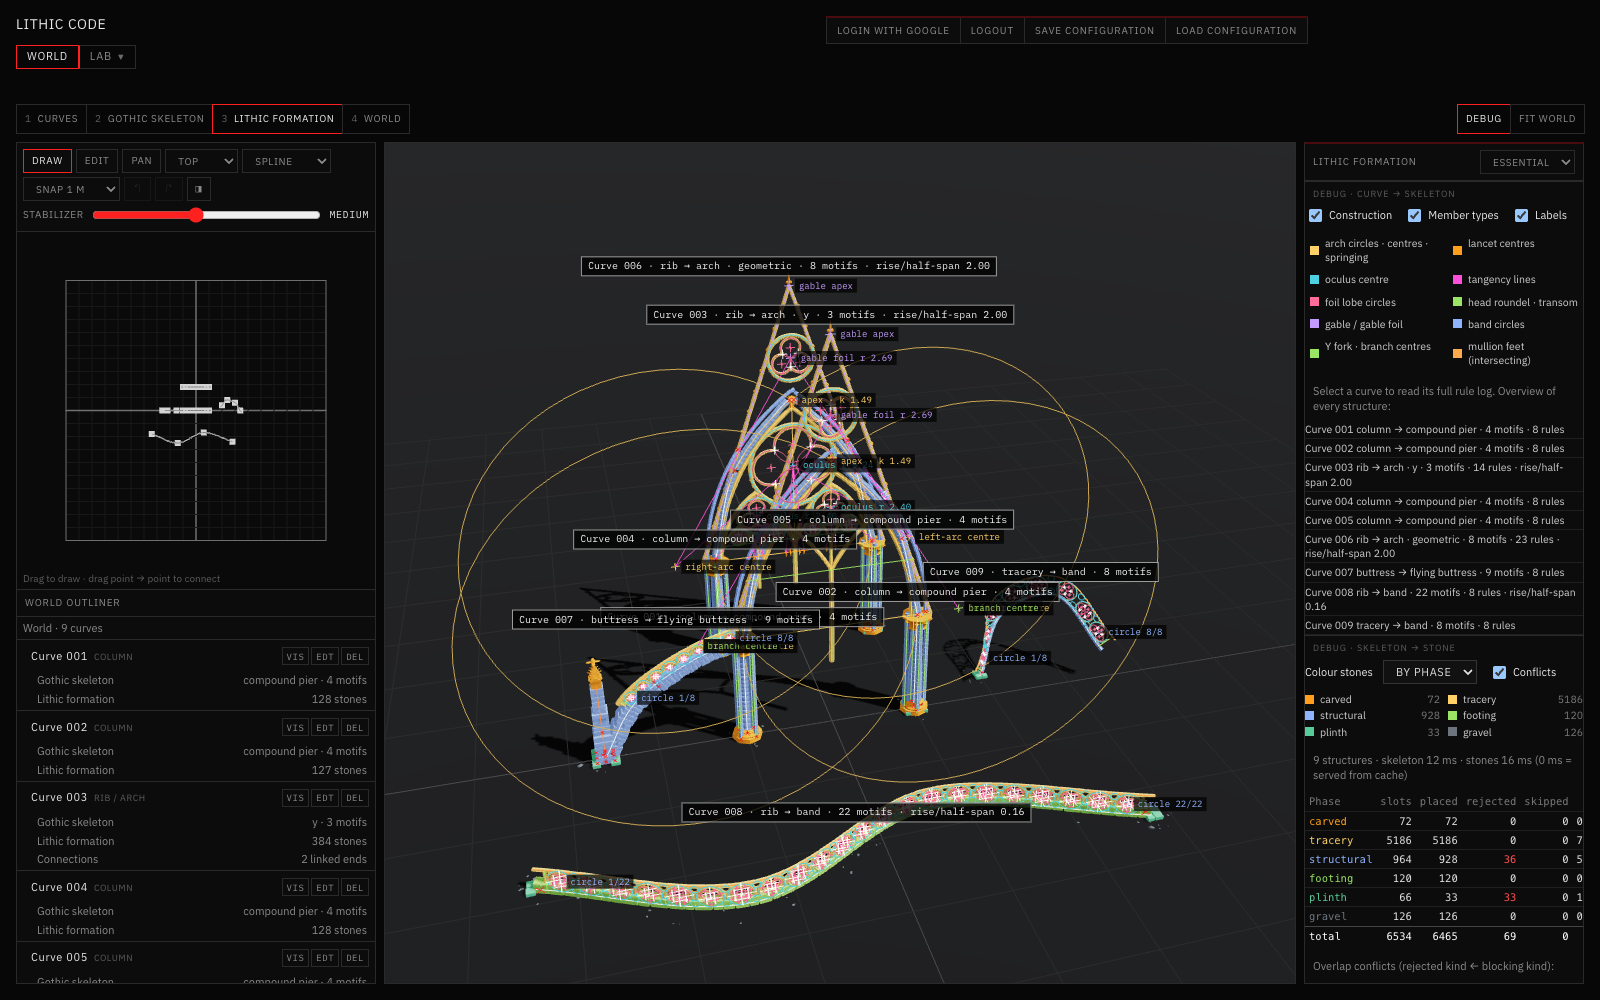 LITHIC CODE
LOGIN WITH GOOGLE
LOGOUT
SAVE CONFIGURATION
LOAD CONFIGURATION
WORLD
LAB ▾
1 CURVES
2 GOTHIC SKELETON
3 LITHIC FORMATION
4 WORLD
DEBUG
FIT WORLD
DRAW
EDIT
PAN
TOP
SPLINE
SNAP 1 M
STABILIZER
MEDIUM
Drag to draw · drag point → point to connect
WORLD OUTLINER
World · 9 curves
Curve 001 COLUMN VIS EDT DEL
Gothic skeleton compound pier · 4 motifs
Lithic formation 128 stones
Curve 002 COLUMN VIS EDT DEL
Gothic skeleton compound pier · 4 motifs
Lithic formation 127 stones
Curve 003 RIB / ARCH VIS EDT DEL
Gothic skeleton y · 3 motifs
Lithic formation 384 stones
Connections 2 linked ends
Curve 004 COLUMN VIS EDT DEL
Gothic skeleton compound pier · 4 motifs
Lithic formation 128 stones
Curve 005 COLUMN VIS EDT DEL
Gothic skeleton compound pier · 4 motifs
Curve 006 · rib → arch · geometric · 8 motifs · rise/half-span 2.00
gable apex
Curve 003 · rib → arch · y · 3 motifs · rise/half-span 2.00
gable apex
gable foil r 2.69
apex · k 1.49
gable foil r 2.69
oculus
apex · k 1.49
oculus r 2.40
Curve 005 · column → compound pier · 4 motifs
Curve 004 · column → compound pier · 4 motifs
left-arc centre
right-arc centre
Curve 009 · tracery → band · 8 motifs
Curve 002 · column → compound pier · 4 motifs
branch centre
Curve 007 · buttress → flying buttress · 9 motifs
4 motifs
circle 8/8
circle 8/8
branch centre
circle 1/8
circle 1/8
circle 22/22
Curve 008 · rib → band · 22 motifs · rise/half-span 0.16
circle 1/22
LITHIC FORMATION
ESSENTIAL
DEBUG · CURVE → SKELETON
Construction
Member types
Labels
arch circles · centres · springing
lancet centres
oculus centre
tangency lines
foil lobe circles
head roundel · transom
gable / gable foil
band circles
Y fork · branch centres
mullion feet (intersecting)
Select a curve to read its full rule log. Overview of
every structure:
Curve 001 column → compound pier · 4 motifs · 8 rules
Curve 002 column → compound pier · 4 motifs · 8 rules
Curve 003 rib → arch · y · 3 motifs · 14 rules · rise/half-
span 2.00
Curve 004 column → compound pier · 4 motifs · 8 rules
Curve 005 column → compound pier · 4 motifs · 8 rules
Curve 006 rib → arch · geometric · 8 motifs · 23 rules ·
rise/half-span 2.00
Curve 007 buttress → flying buttress · 9 motifs · 8 rules
Curve 008 rib → band · 22 motifs · 8 rules · rise/half-span
0.16
Curve 009 tracery → band · 8 motifs · 8 rules
DEBUG · SKELETON → STONE
Colour stones BY PHASE Conflicts
carved 72 tracery 5186
structural 928 footing 120
plinth 33 gravel 126
9 structures · skeleton 12 ms · stones 16 ms (0 ms =
served from cache)
Phase slots placed rejected skipped
carved 72 72 0 0 0
tracery 5186 5186 0 0 7
structural 964 928 36 0 5
footing 120 120 0 0 0
plinth 66 33 33 0 1
gravel 126 126 0 0 0
total 6534 6465 69 0
Overlap conflicts (rejected kind ← blocking kind):